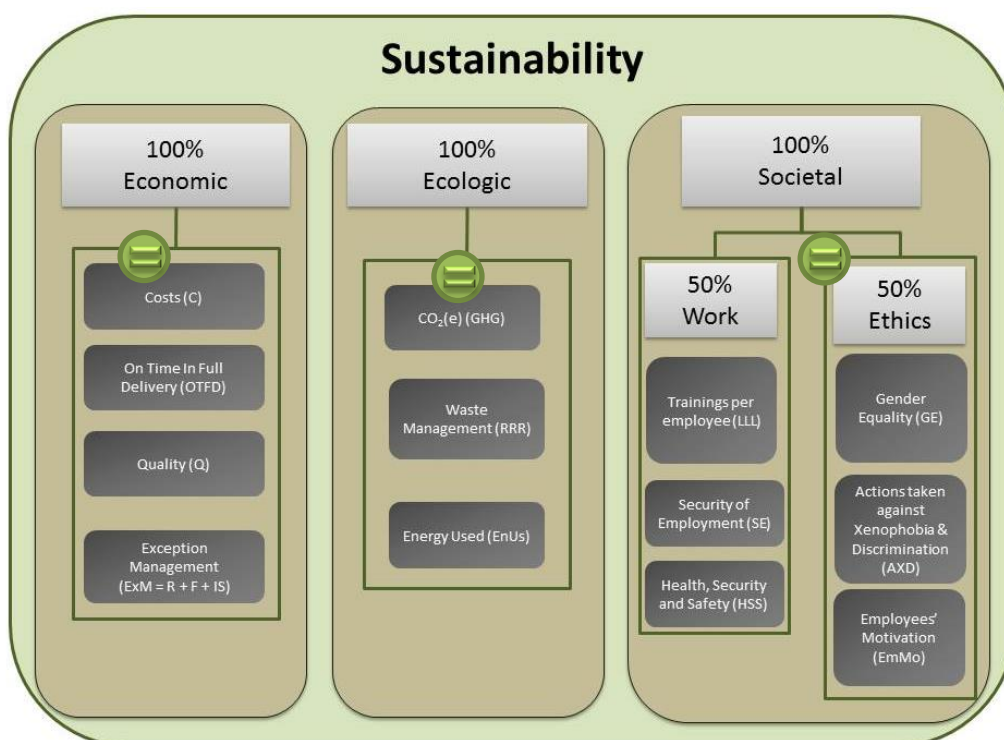 Sustainability
100%
Economic
Costs (C)
On Time In Full
Delivery (OTFD)
Quality (Q)
Exception
Management
(ExM = R + F + IS)
100%
Ecologic
CO₂(e) (GHG)
Waste
Management (RRR)
Energy Used (EnUs)
100%
Societal
50%
Work
Trainings per
employee (LLL)
Security of
Employment (SE)
Health, Security
and Safety (HSS)
50%
Ethics
Gender
Equality (GE)
Actions taken
against
Xenophobia &
Discrimination
(AXD)
Employees’
Motivation
(EmMo)